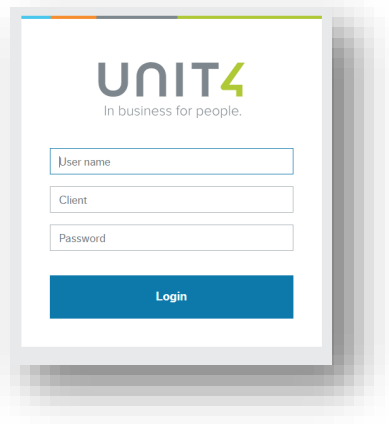 UNIT4
In business for people.
User name
Client
Password
Login